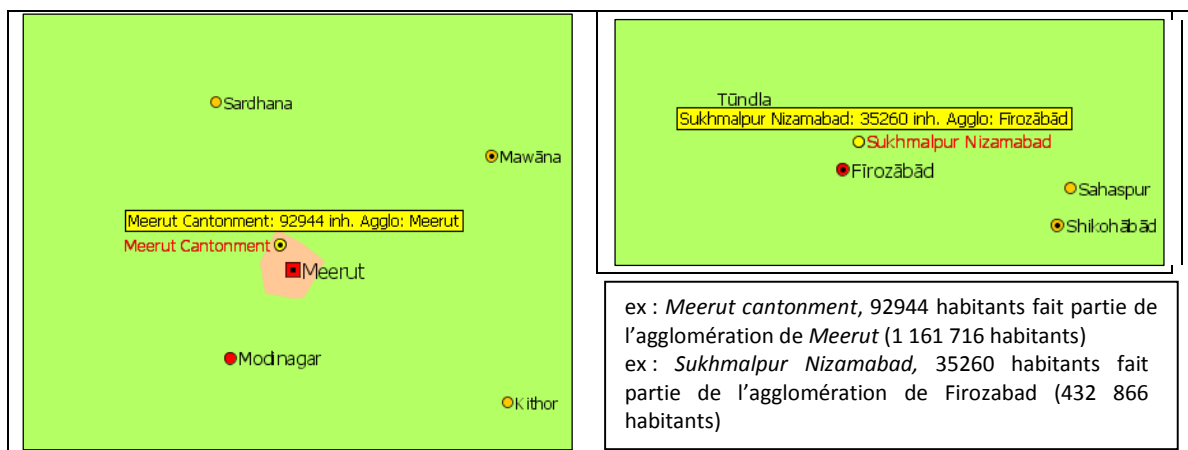 Sardhana
Mawāna
Meerut Cantonment: 92944 inh. Agglo: Meerut
Meerut Cantonment
Meerut
Modinagar
Kithor
Tūndla
Sukhmalpur Nizamabad: 35260 inh. Agglo: Fīrozābād
Sukhmalpur Nizamabad
Fīrozābād
Sahaspur
Shikohābād
ex : Meerut cantonment, 92944 habitants fait partie de
l’agglomération de Meerut (1 161 716 habitants)
ex : Sukhmalpur Nizamabad, 35260 habitants fait
partie de l’agglomération de Firozabad (432 866
habitants)